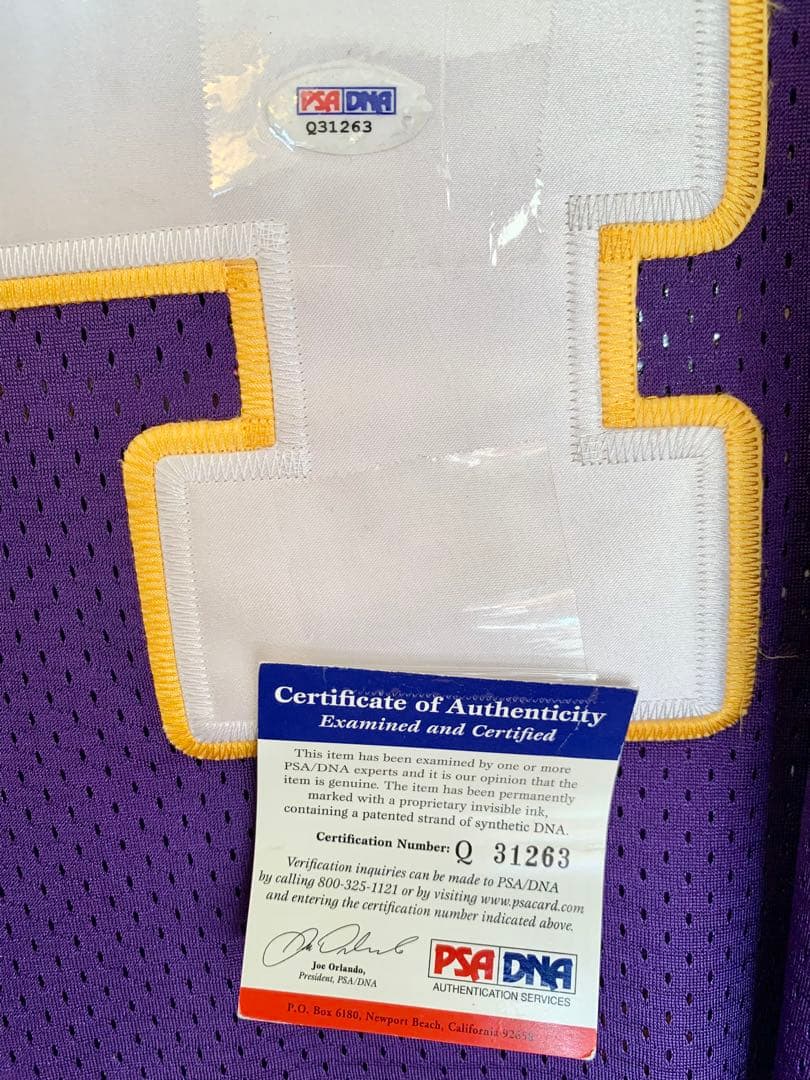 PSA DNA
Q31263
Certificate of Authenticity
Examined and Certified
This item has been examined by one or more
PSA/DNA experts and it is our opinion that the
item is genuine. The item has been permanently
marked with a proprietary invisible ink,
containing a patented strand of synthetic DNA.
Certification Number: Q 31263
Verification inquiries can be made to PSA/DNA
by calling 800-325-1121 or by visiting www.psacard.com
and entering the certification number indicated above.
Joe Orlando,
President, PSA/DNA
PSA DNA
AUTHENTICATION SERVICES
P.O. Box 6180, Newport Beach, California 92658